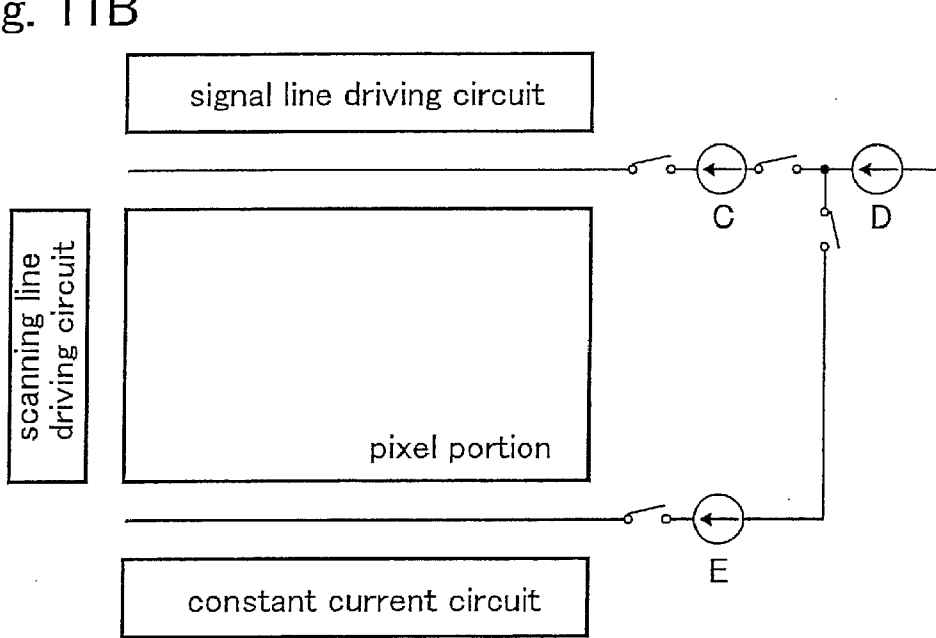 g. 11B
signal line driving circuit
C
D
scanning line
driving circuit
pixel portion
E
constant current circuit